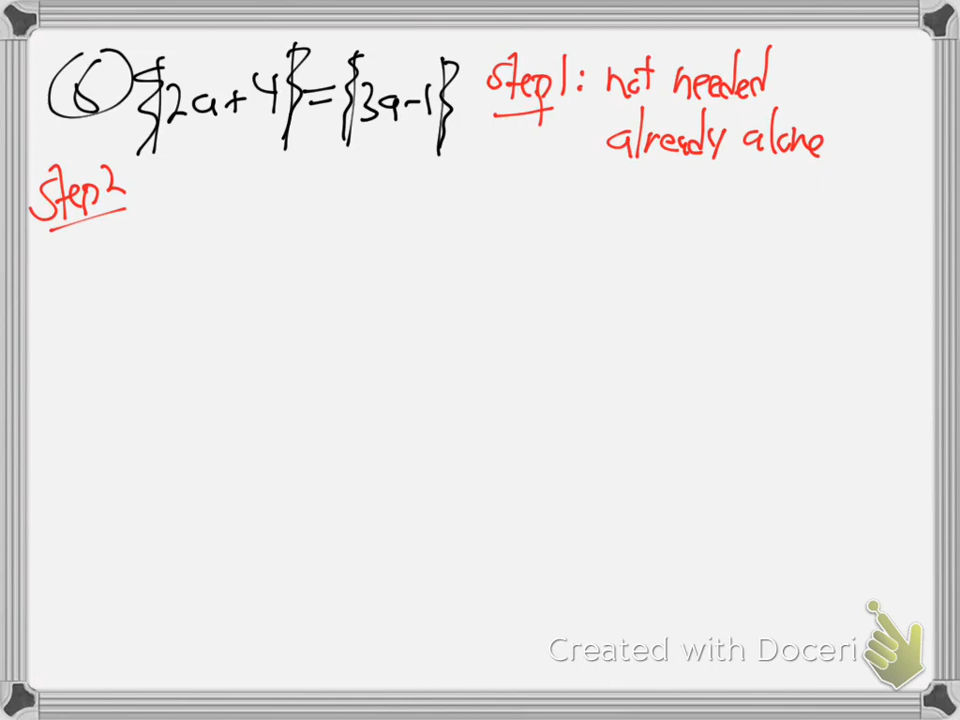 6 {2a+4}={3a-1} Step 1: not needed
already alone
Step 2
Created with Doceri